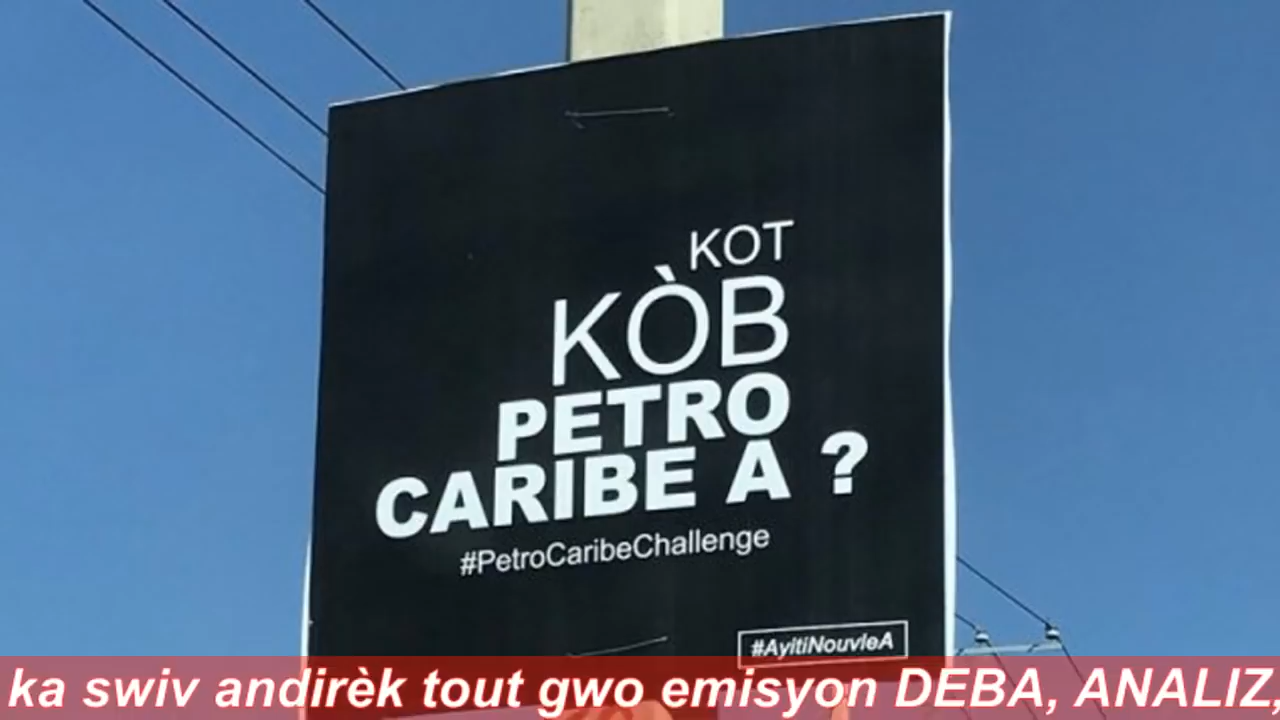 KOT
KÒB
PETRO
CARIBE A ?
#PetroCaribeChallenge
#AyitiNouvleA
ka swiv andirèk tout gwo emisyon DEBA, ANALIZ,